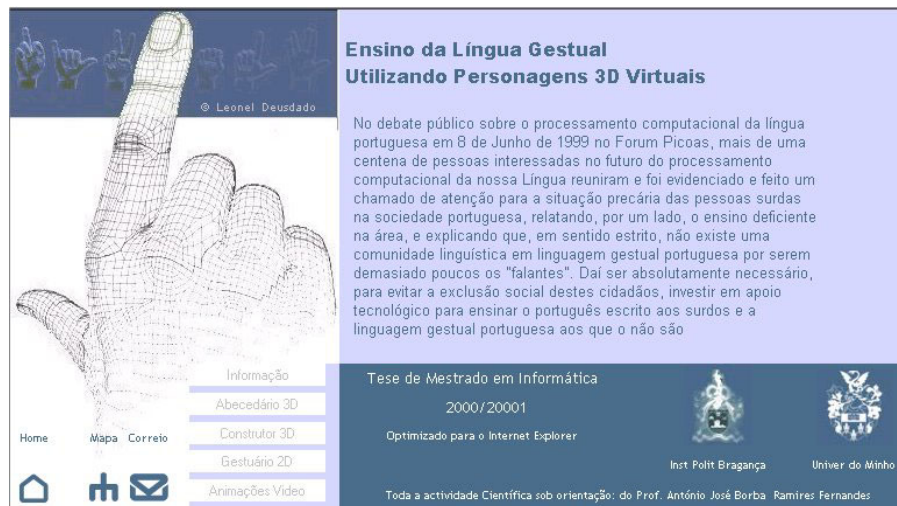 © Leonel Deusdado
Ensino da Língua Gestual
Utilizando Personagens 3D Virtuais
No debate público sobre o processamento computacional da língua
portuguesa em 8 de Junho de 1999 no Forum Picoas, mais de uma
centena de pessoas interessadas no futuro do processamento
computacional da nossa Língua reuniram e foi evidenciado e feito um
chamado de atenção para a situação precária das pessoas surdas
na sociedade portuguesa, relatando, por um lado, o ensino deficiente
na área, e explicando que, em sentido estrito, não existe uma
comunidade linguística em linguagem gestual portuguesa por serem
demasiado poucos os "falantes". Daí ser absolutamente necessário,
para evitar a exclusão social destes cidadãos, investir em apoio
tecnológico para ensinar o português escrito aos surdos e a
linguagem gestual portuguesa aos que o não são
Informação
Abecedário 3D
Construtor 3D
Gestuário 2D
Animações Video
Home
Mapa
Correio
Tese de Mestrado em Informática
2000/20001
Optimizado para o Internet Explorer
Inst Polit Bragança
Univer do Minho
Toda a actividade Científica sob orientação: do Prof. António José Borba Ramires Fernandes